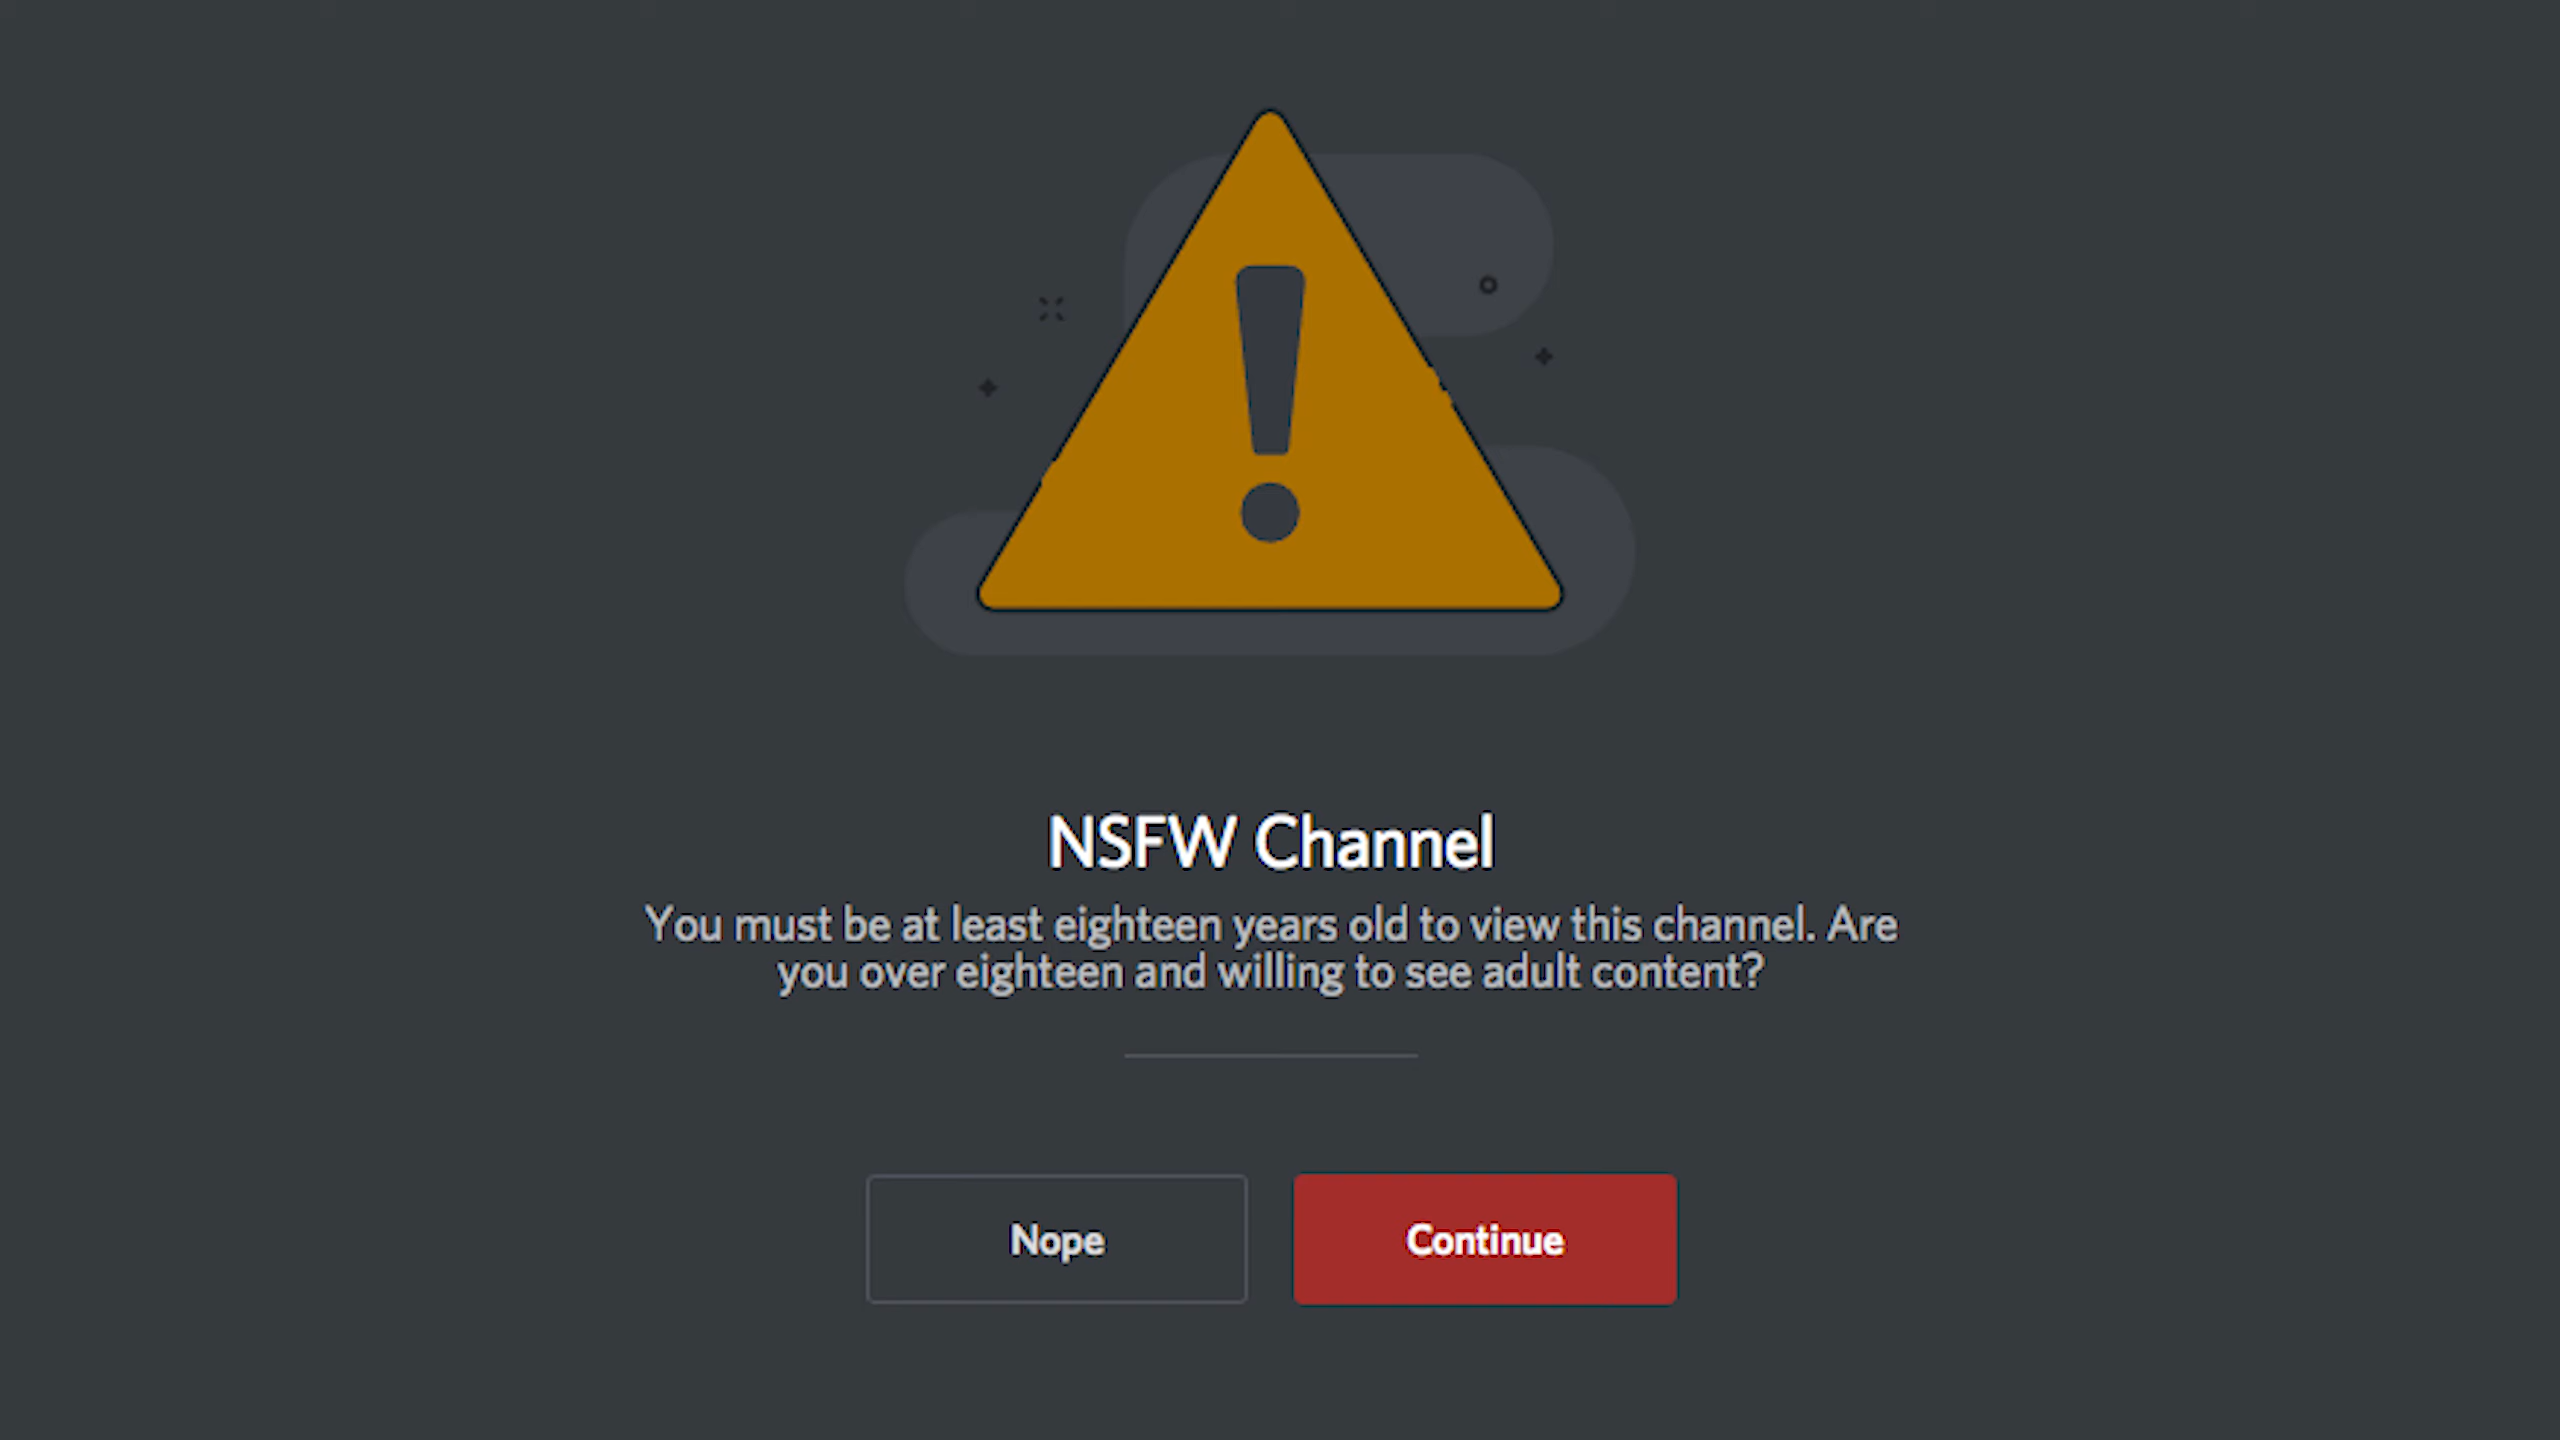 NSFW Channel
You must be at least eighteen years old to view this channel. Are
you over eighteen and willing to see adult content?
Nope
Continue